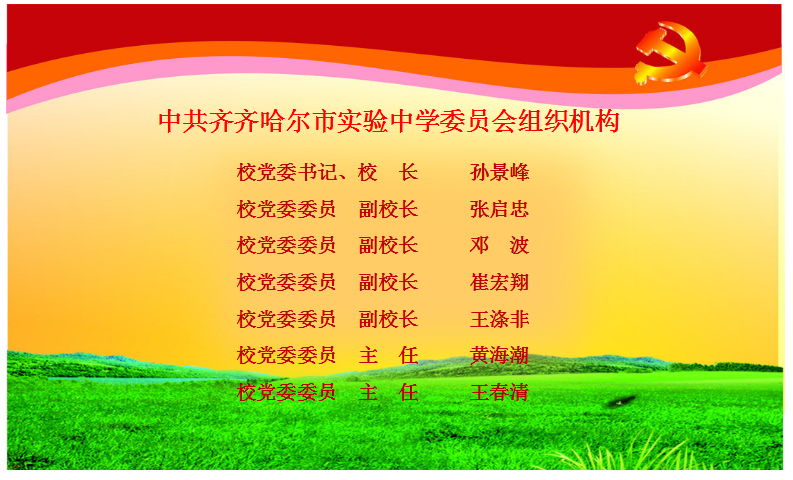 中共齐齐哈尔市实验中学委员会组织机构
校党委书记、校　长　孙景峰
校党委委员　副校长　张启忠
校党委委员　副校长　邓　波
校党委委员　副校长　崔宏翔
校党委委员　副校长　王涤非
校党委委员　主　任　黄海潮
校党委委员　主　任　王春清